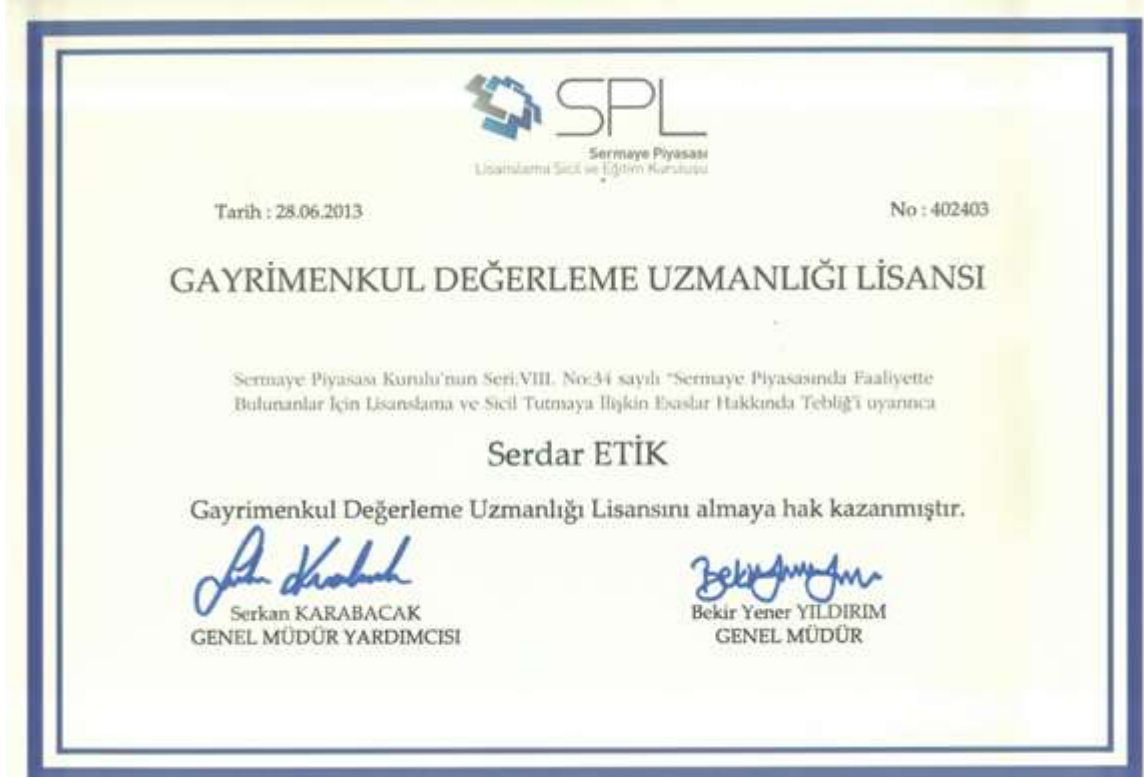 SPL
Sermaye Piyasası
Lisanslama Sicil ve Eğitim Kuruluşu
Tarih : 28.06.2013
No : 402403
GAYRİMENKUL DEĞERLEME UZMANLIĞI LİSANSI
Sermaye Piyasası Kurulu'nun Seri:VIII, No:34 sayılı "Sermaye Piyasasında Faaliyette
Bulunanlar İçin Lisanslama ve Sicil Tutmaya İlişkin Esaslar Hakkında Tebliğ'i uyarınca
Serdar ETİK
Gayrimenkul Değerleme Uzmanlığı Lisansını almaya hak kazanmıştır.
Serkan KARABACAK
GENEL MÜDÜR YARDIMCISI
Bekir Yener YILDIRIM
GENEL MÜDÜR